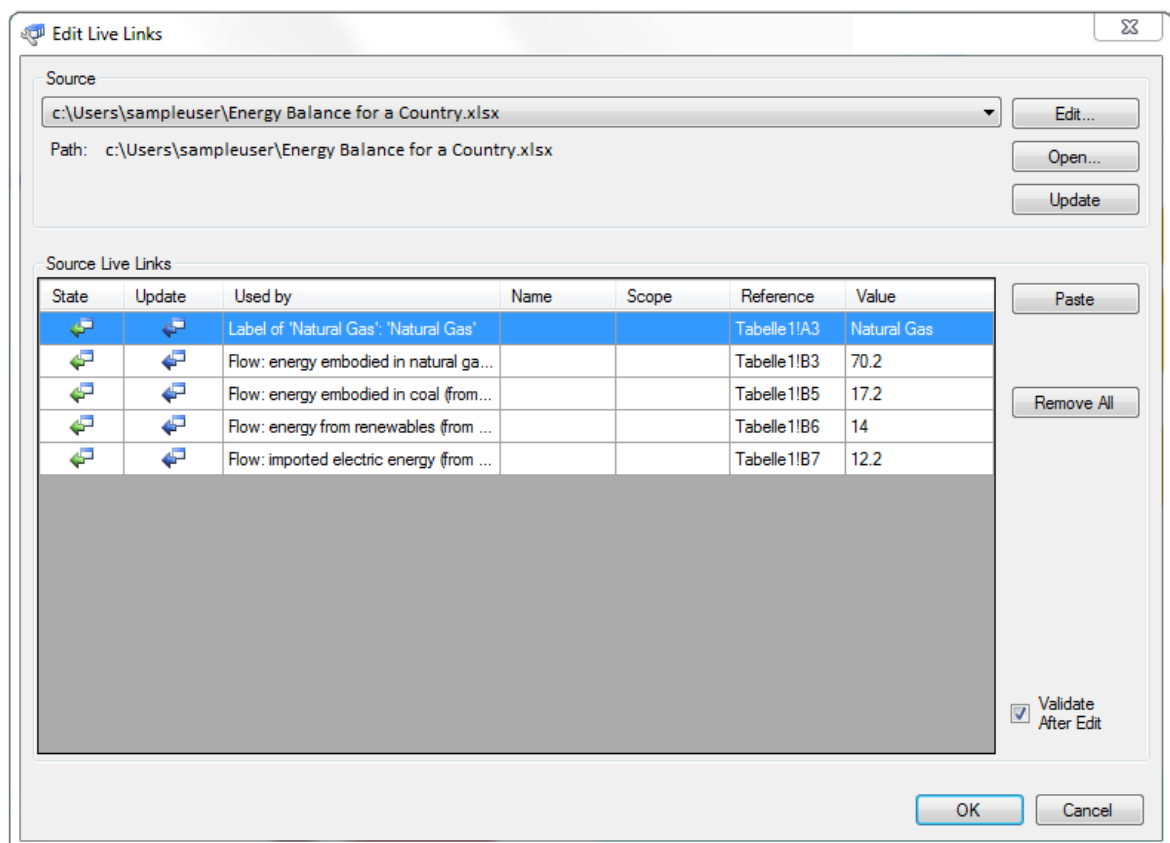 Edit Live Links
Source
c:\Users\sampleuser\Energy Balance for a Country.xlsx
Edit...
Path: c:\Users\sampleuser\Energy Balance for a Country.xlsx
Open...
Update
Source Live Links
State Update Used by Name Scope Reference Value
Paste
Label of 'Natural Gas': 'Natural Gas' Tabelle1!A3 Natural Gas
Flow: energy embodied in natural ga... Tabelle1!B3 70.2
Flow: energy embodied in coal (from... Tabelle1!B5 17.2
Remove All
Flow: energy from renewables (from ... Tabelle1!B6 14
Flow: imported electric energy (from ... Tabelle1!B7 12.2
Validate
After Edit
OK Cancel